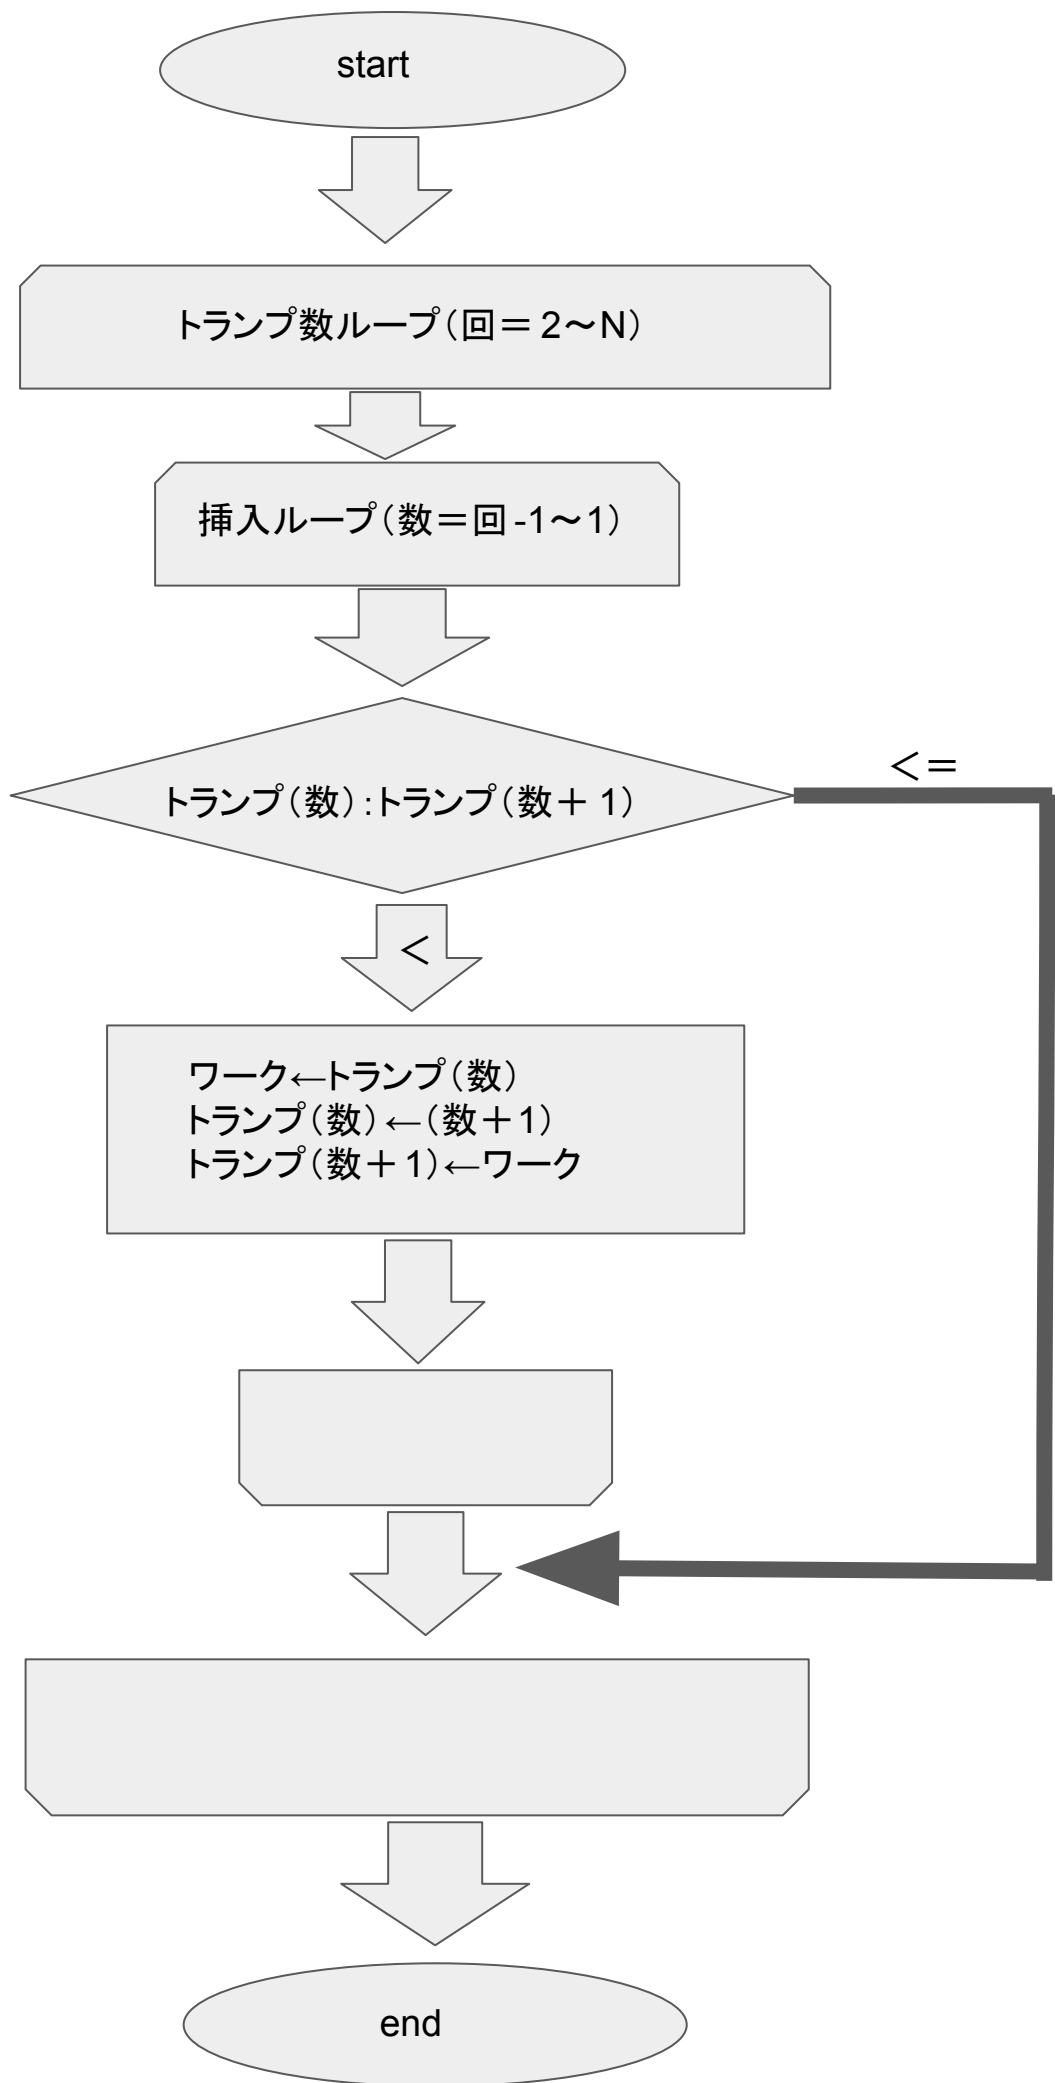 start
トランプ数ループ（回＝2～N）
挿入ループ（数＝回-1～1）
＜＝
トランプ（数）：トランプ（数＋1）
＜
ワーク←トランプ（数）
トランプ（数）←（数＋1）
トランプ（数＋1）←ワーク
end